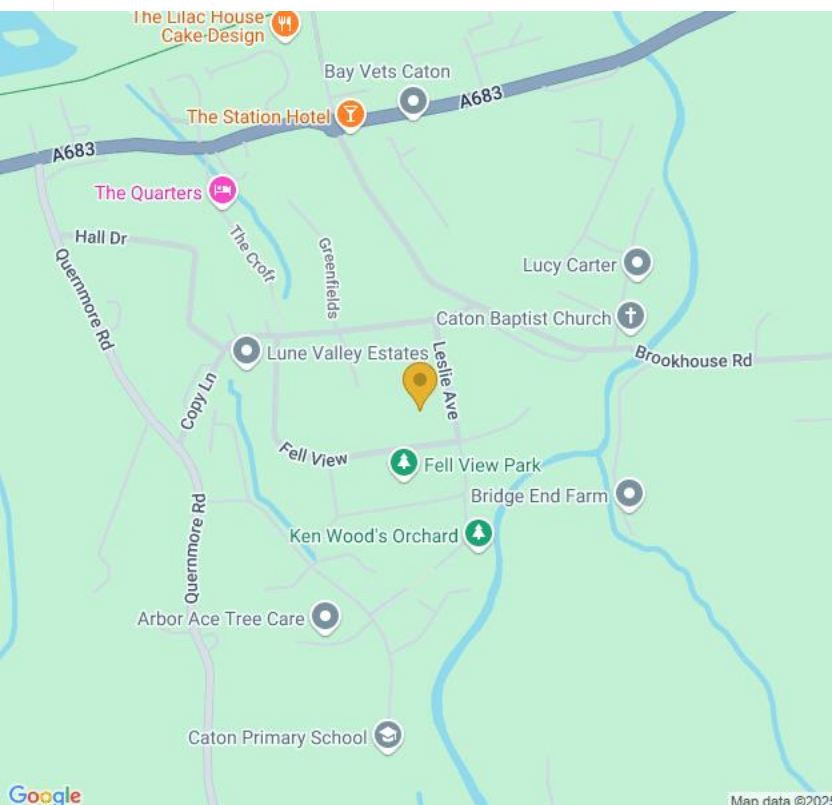 The Lilac House
Cake Design
Bay Vets Caton
A683
The Station Hotel
A683
The Quarters
Hall Dr
The Croft
Greenfields
Quernmore Rd
Lucy Carter
Caton Baptist Church
Lune Valley Estates
Leslie Ave
Brookhouse Rd
Copy Ln
Fell View
Fell View Park
Bridge End Farm
Quernmore Rd
Ken Wood's Orchard
Arbor Ace Tree Care
Caton Primary School
Google
Map data ©2025